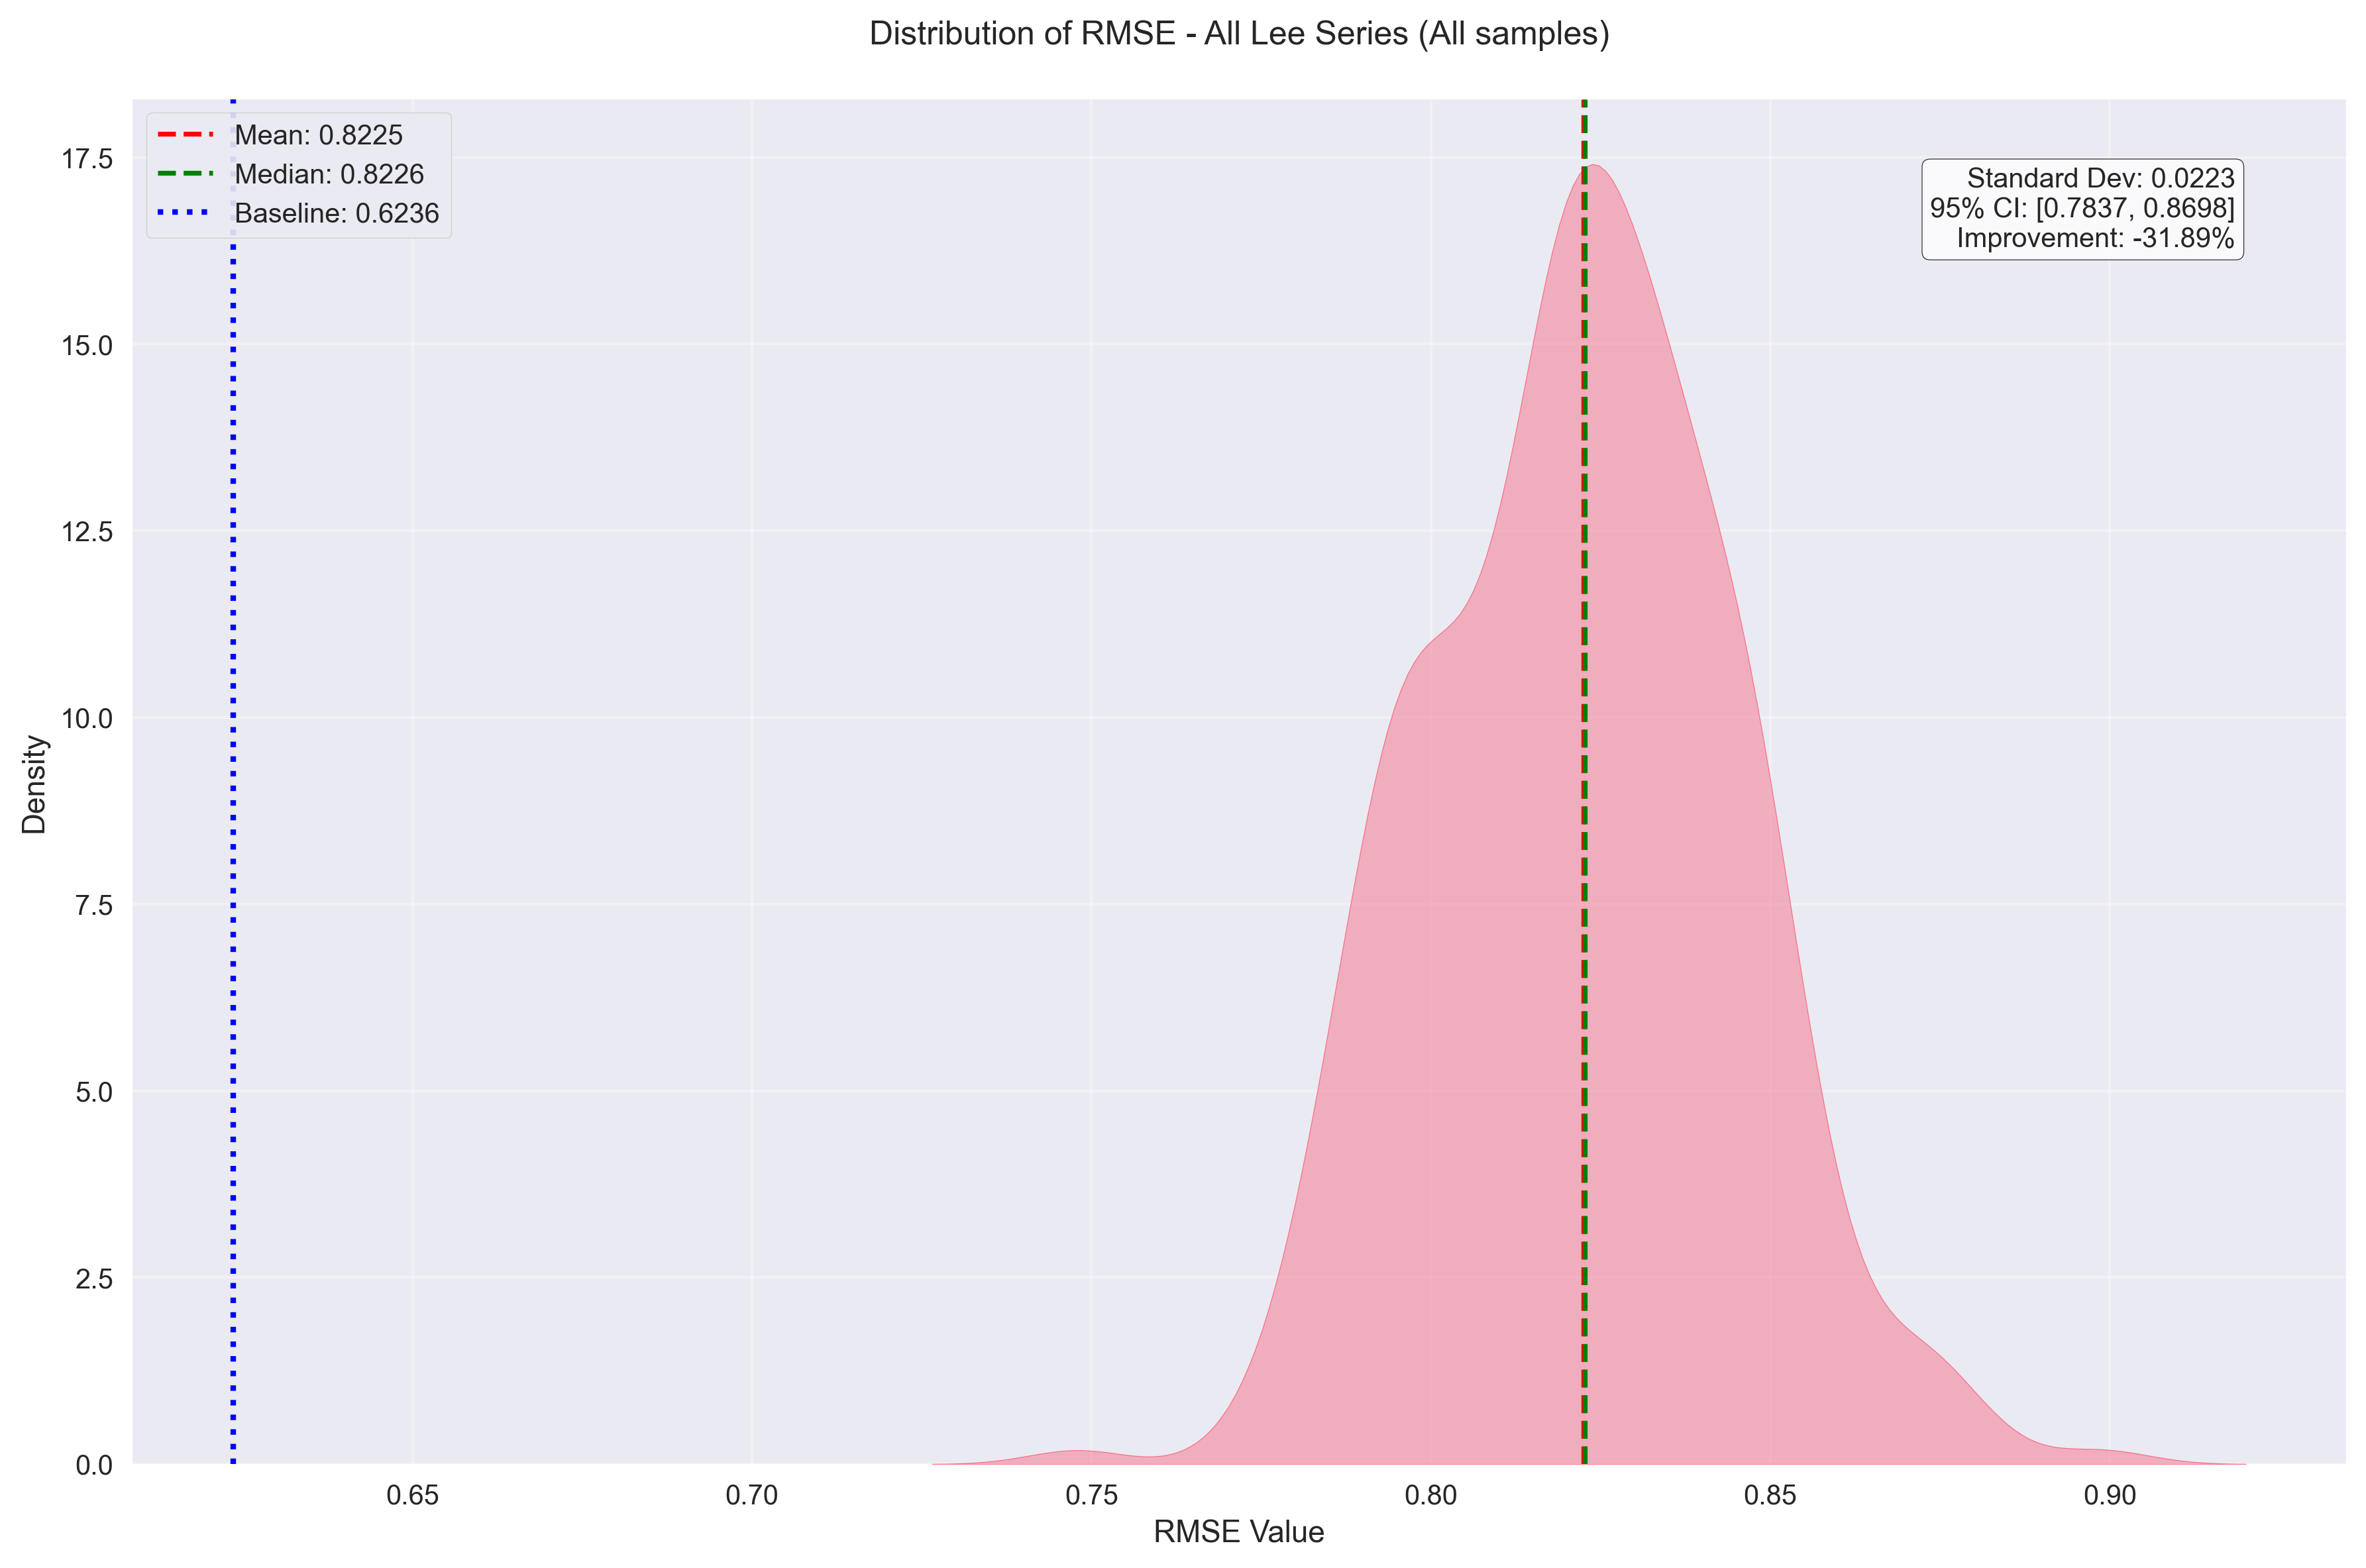 Distribution of RMSE - All Lee Series (All samples)
Mean: 0.8225
Median: 0.8226
Baseline: 0.6236
Standard Dev: 0.0223
95% CI: [0.7837, 0.8698]
Improvement: -31.89%
17.5
15.0
12.5
10.0
7.5
5.0
2.5
0.0
Density
0.65
0.70
0.75
0.80
0.85
0.90
RMSE Value